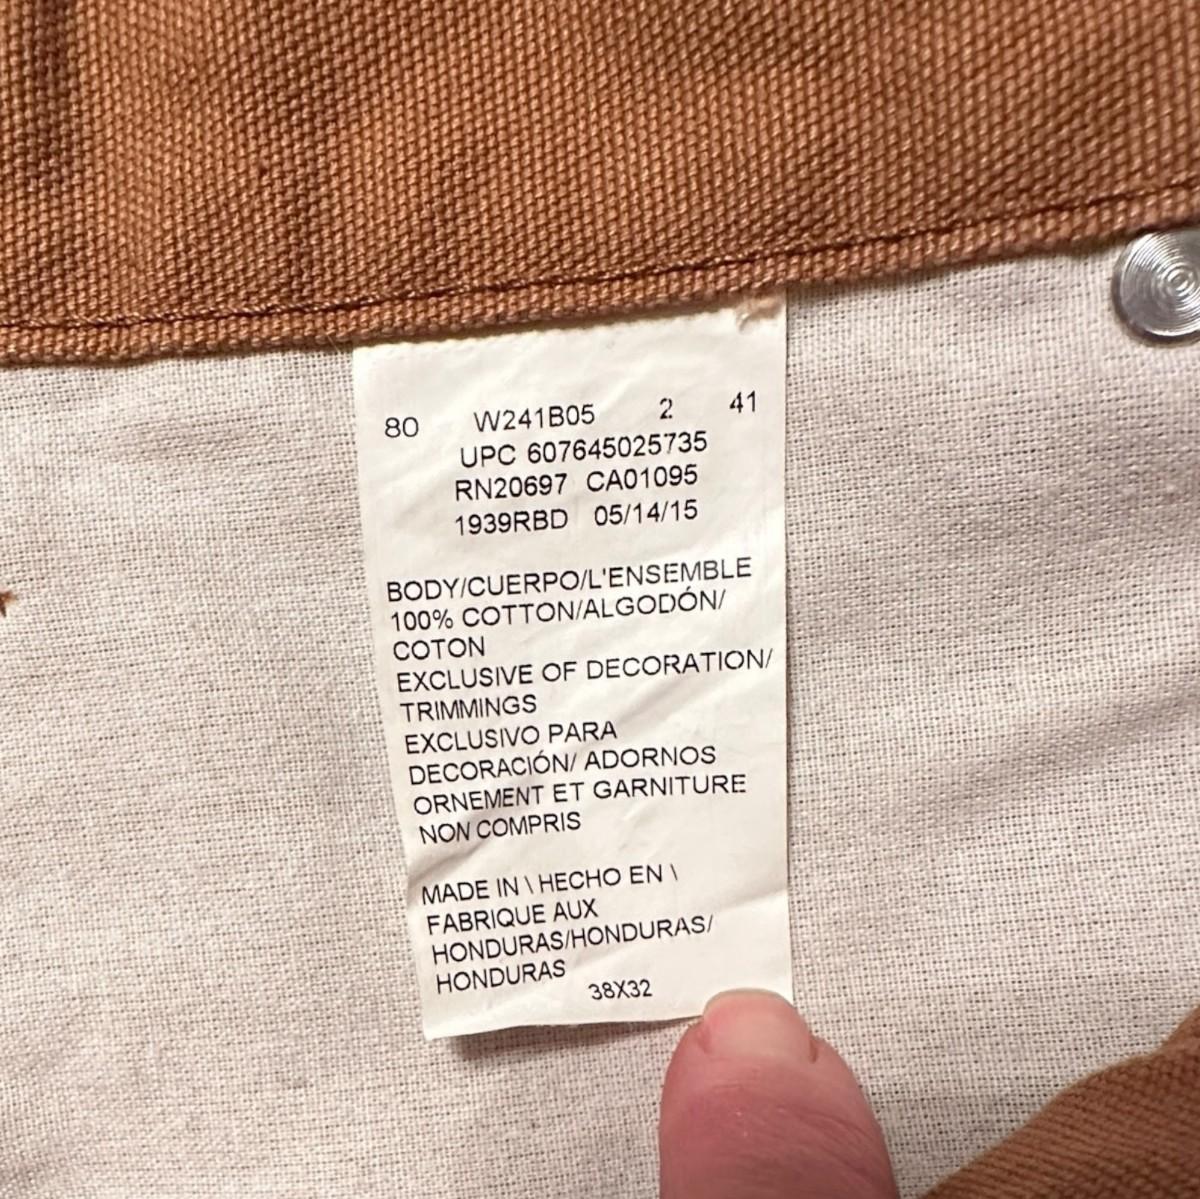 80 W241B05 2 41
UPC 607645025735
RN20697 CA01095
1939RBD 05/14/15
BODY/CUERPO/L'ENSEMBLE
100% COTTON/ALGODÓN/
COTON
EXCLUSIVE OF DECORATION/
TRIMMINGS
EXCLUSIVO PARA
DECORACIÓN/ ADORNOS
ORNEMENT ET GARNITURE
NON COMPRIS
MADE IN \ HECHO EN \
FABRIQUE AUX
HONDURAS/HONDURAS/
HONDURAS
38X32